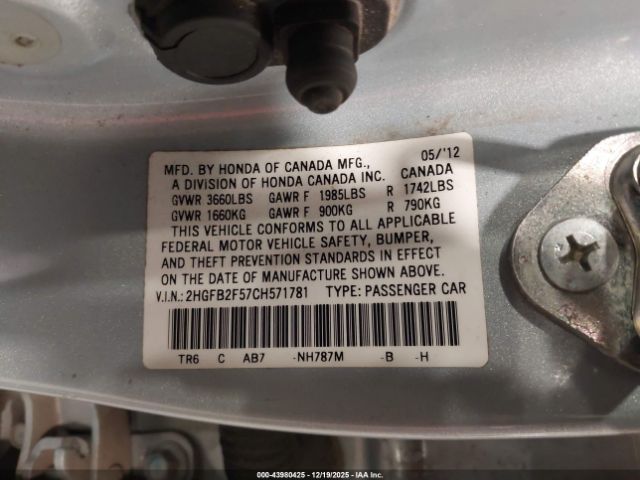 MFD. BY HONDA OF CANADA MFG., 05/'12
A DIVISION OF HONDA CANADA INC. CANADA
GVWR 3660LBS GAWR F 1985LBS R 1742LBS
GVWR 1660KG GAWR F 900KG R 790KG
THIS VEHICLE CONFORMS TO ALL APPLICABLE
FEDERAL MOTOR VEHICLE SAFETY, BUMPER,
AND THEFT PREVENTION STANDARDS IN EFFECT
ON THE DATE OF MANUFACTURE SHOWN ABOVE.
V.I.N.: 2HGFB2F57CH571781 TYPE: PASSENGER CAR
TR6 C AB7 -NH787M -B -H
000-43980425 - 12/19/2025 - IAA Inc.